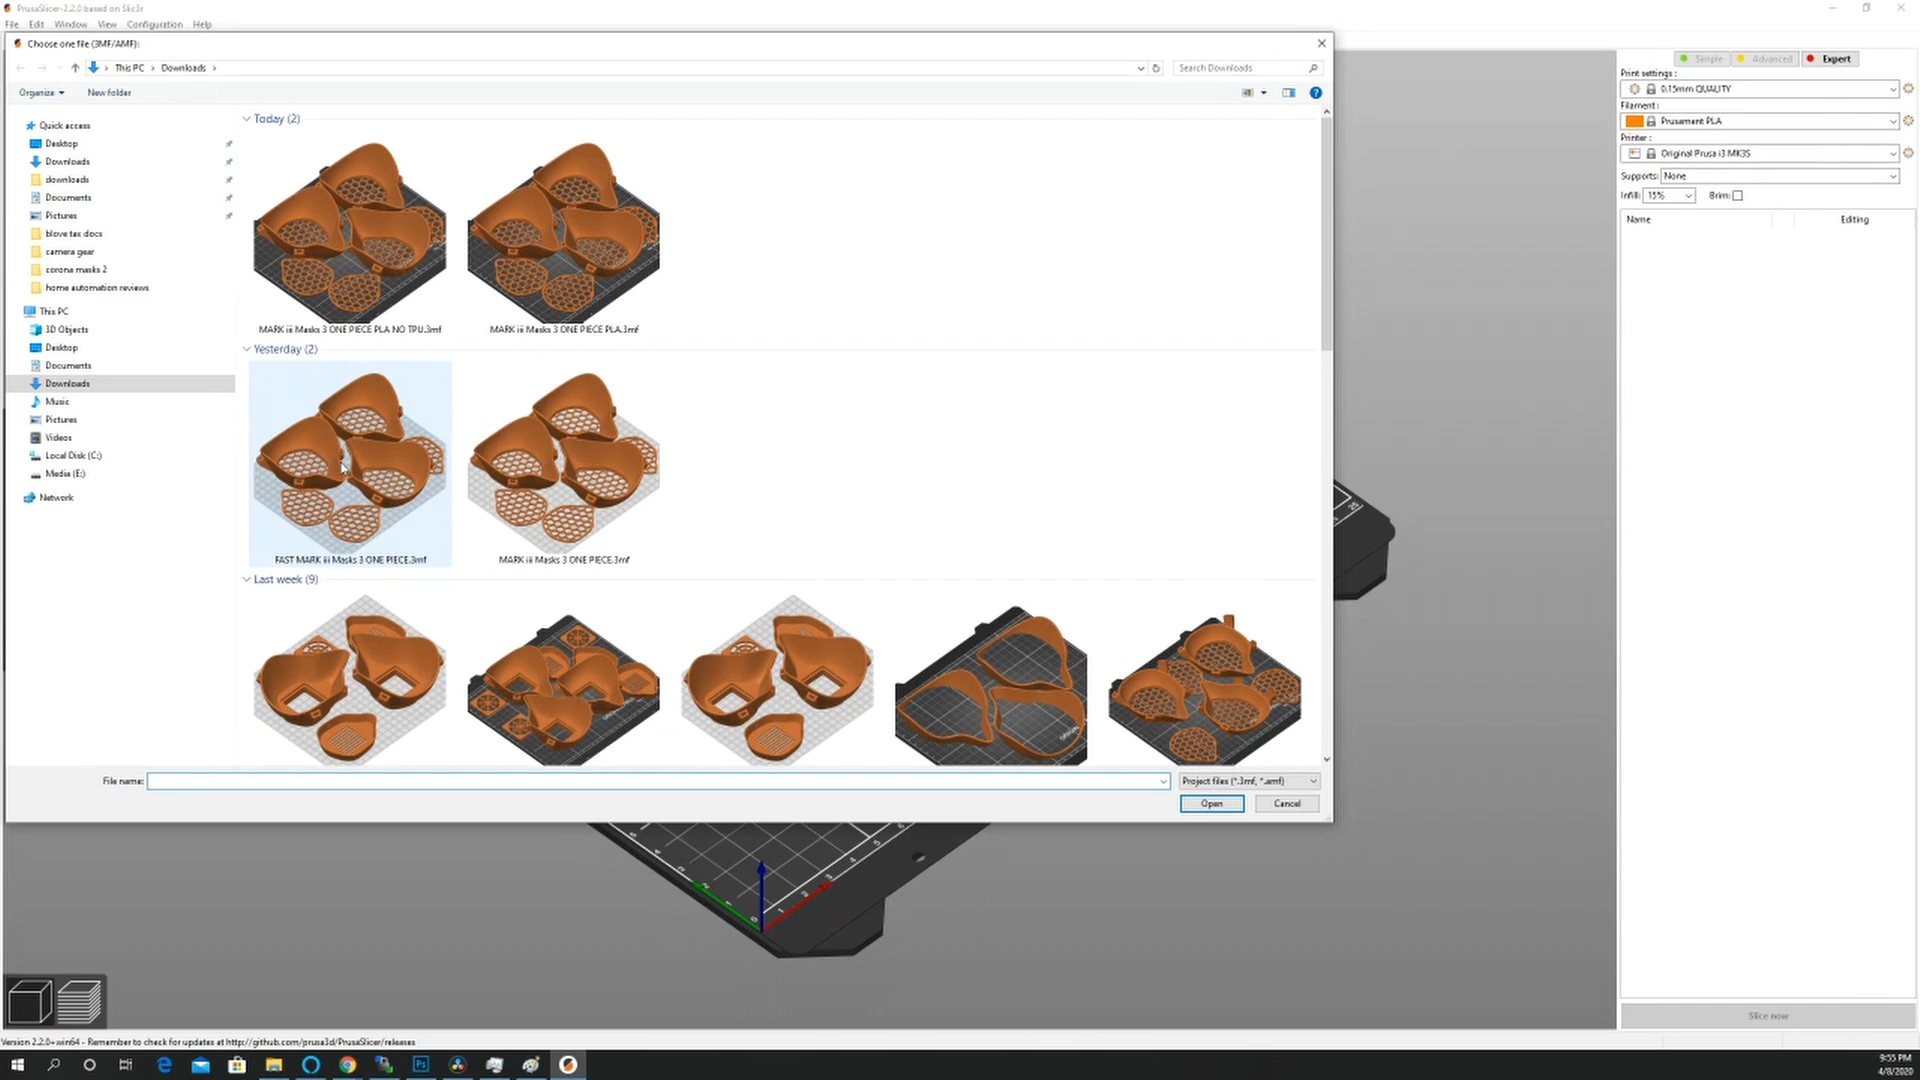 PrusaSlicer-2.2.0 based on Slic3r
File Edit Window View Configuration Help
Choose one file (3MF/AMF):
This PC > Downloads >
Search Downloads
Organize
New folder
Quick access
Desktop
Downloads
downloads
Documents
Pictures
blove tax docs
camera gear
corona masks 2
home automation reviews
This PC
3D Objects
Desktop
Documents
Downloads
Music
Pictures
Videos
Local Disk (C:)
Media (E:)
Network
Today (2)
MARK iii Masks 3 ONE PIECE PLA NO TPU.3mf
MARK iii Masks 3 ONE PIECE PLA.3mf
Yesterday (2)
FAST MARK iii Masks 3 ONE PIECE.3mf
MARK iii Masks 3 ONE PIECE.3mf
Last week (9)
File name:
Project files (*.3mf, *.amf)
Open
Cancel
Simple
Advanced
Expert
Print settings :
0.15mm QUALITY
Filament :
Prusament PLA
Printer :
Original Prusa i3 MK3S
Supports: None
Infill: 15% Brim:
Name Editing
Slice now
Version 2.2.0+win64 - Remember to check for updates at http://github.com/prusa3d/PrusaSlicer/releases
9:55 PM
4/8/2020